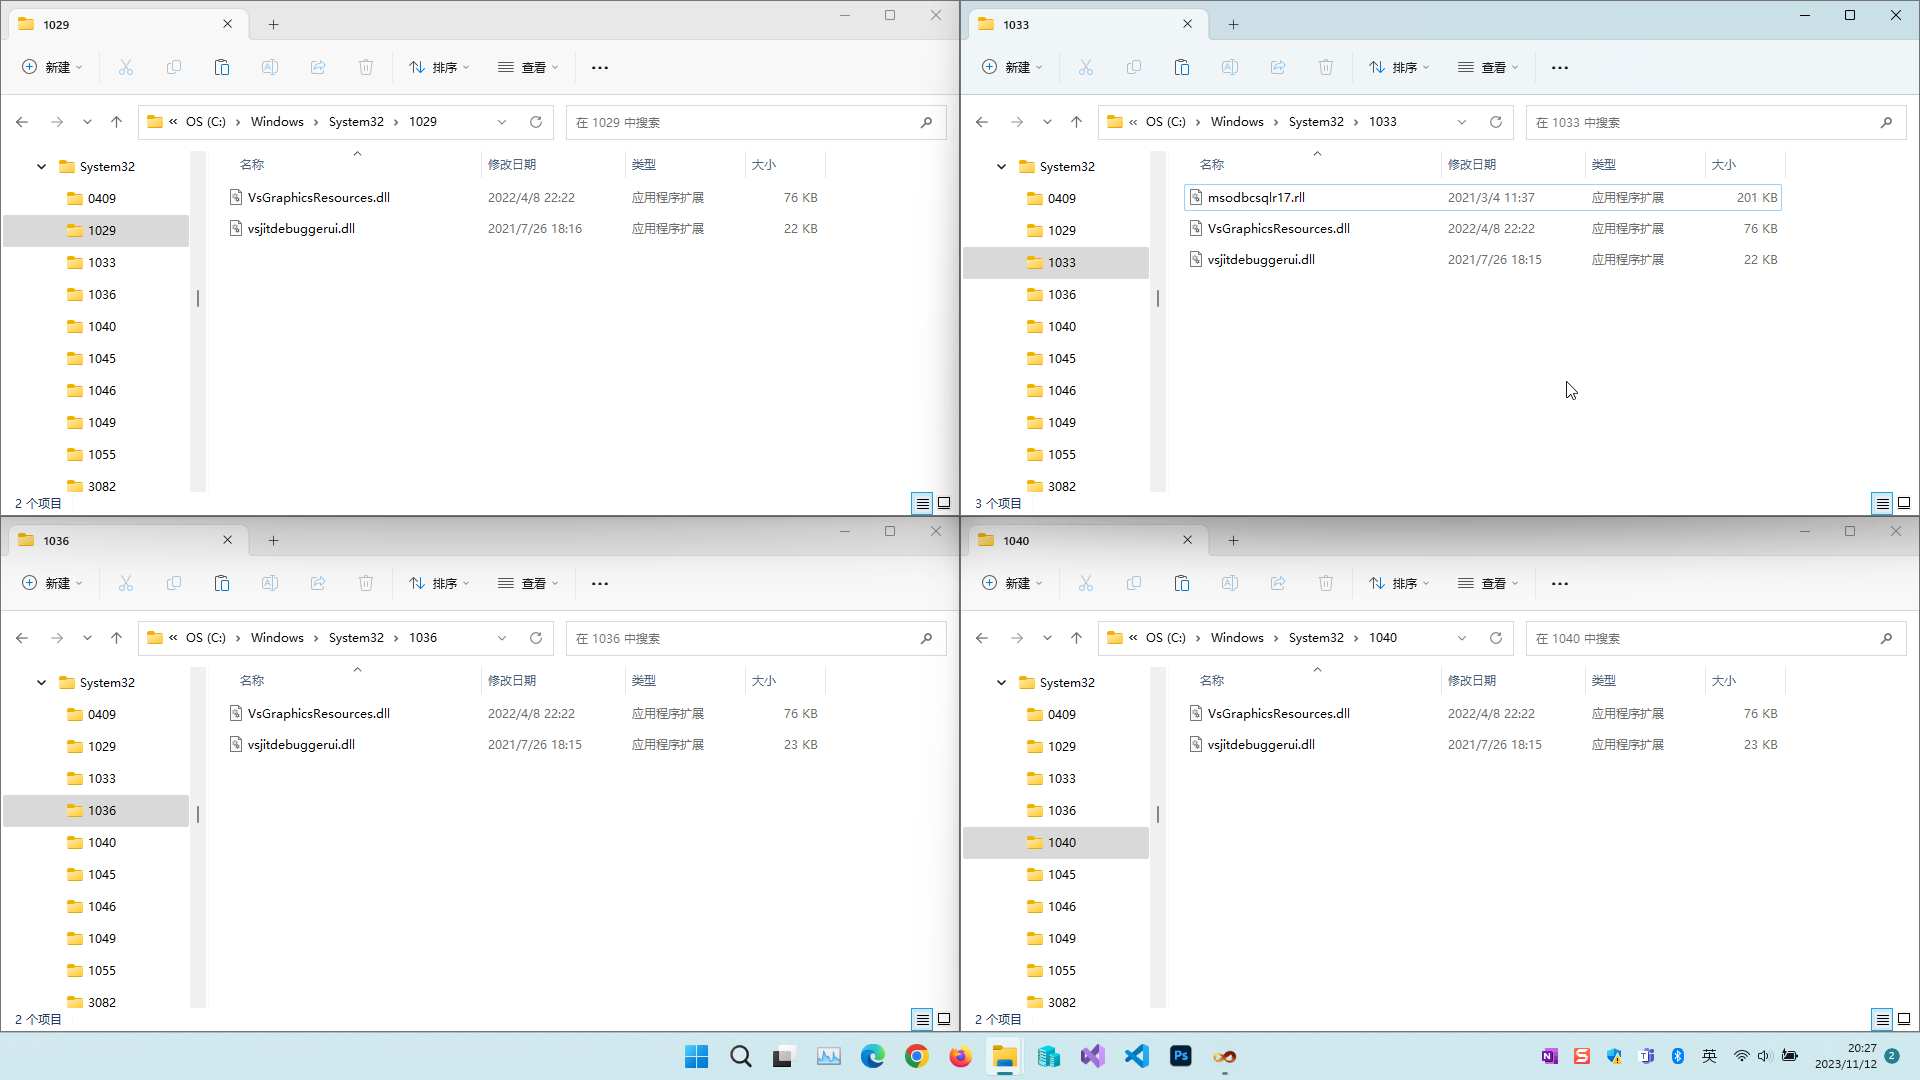 1029
新建
排序
查看
« OS (C:) › Windows › System32 › 1029
在 1029 中搜索
System32
0409
1029
1033
1036
1040
1045
1046
1049
1055
3082
名称 修改日期 类型 大小
VsGraphicsResources.dll 2022/4/8 22:22 应用程序扩展 76 KB
vsjitdebuggerui.dll 2021/7/26 18:16 应用程序扩展 22 KB
2 个项目
1033
新建
排序
查看
« OS (C:) › Windows › System32 › 1033
在 1033 中搜索
System32
0409
1029
1033
1036
1040
1045
1046
1049
1055
3082
名称 修改日期 类型 大小
msodbcsqlr17.rll 2021/3/4 11:37 应用程序扩展 201 KB
VsGraphicsResources.dll 2022/4/8 22:22 应用程序扩展 76 KB
vsjitdebuggerui.dll 2021/7/26 18:15 应用程序扩展 22 KB
3 个项目
1036
新建
排序
查看
« OS (C:) › Windows › System32 › 1036
在 1036 中搜索
System32
0409
1029
1033
1036
1040
1045
1046
1049
1055
3082
名称 修改日期 类型 大小
VsGraphicsResources.dll 2022/4/8 22:22 应用程序扩展 76 KB
vsjitdebuggerui.dll 2021/7/26 18:15 应用程序扩展 23 KB
2 个项目
1040
新建
排序
查看
« OS (C:) › Windows › System32 › 1040
在 1040 中搜索
System32
0409
1029
1033
1036
1040
1045
1046
1049
1055
3082
名称 修改日期 类型 大小
VsGraphicsResources.dll 2022/4/8 22:22 应用程序扩展 76 KB
vsjitdebuggerui.dll 2021/7/26 18:15 应用程序扩展 23 KB
2 个项目
Ps
英
20:27
2023/11/12
2